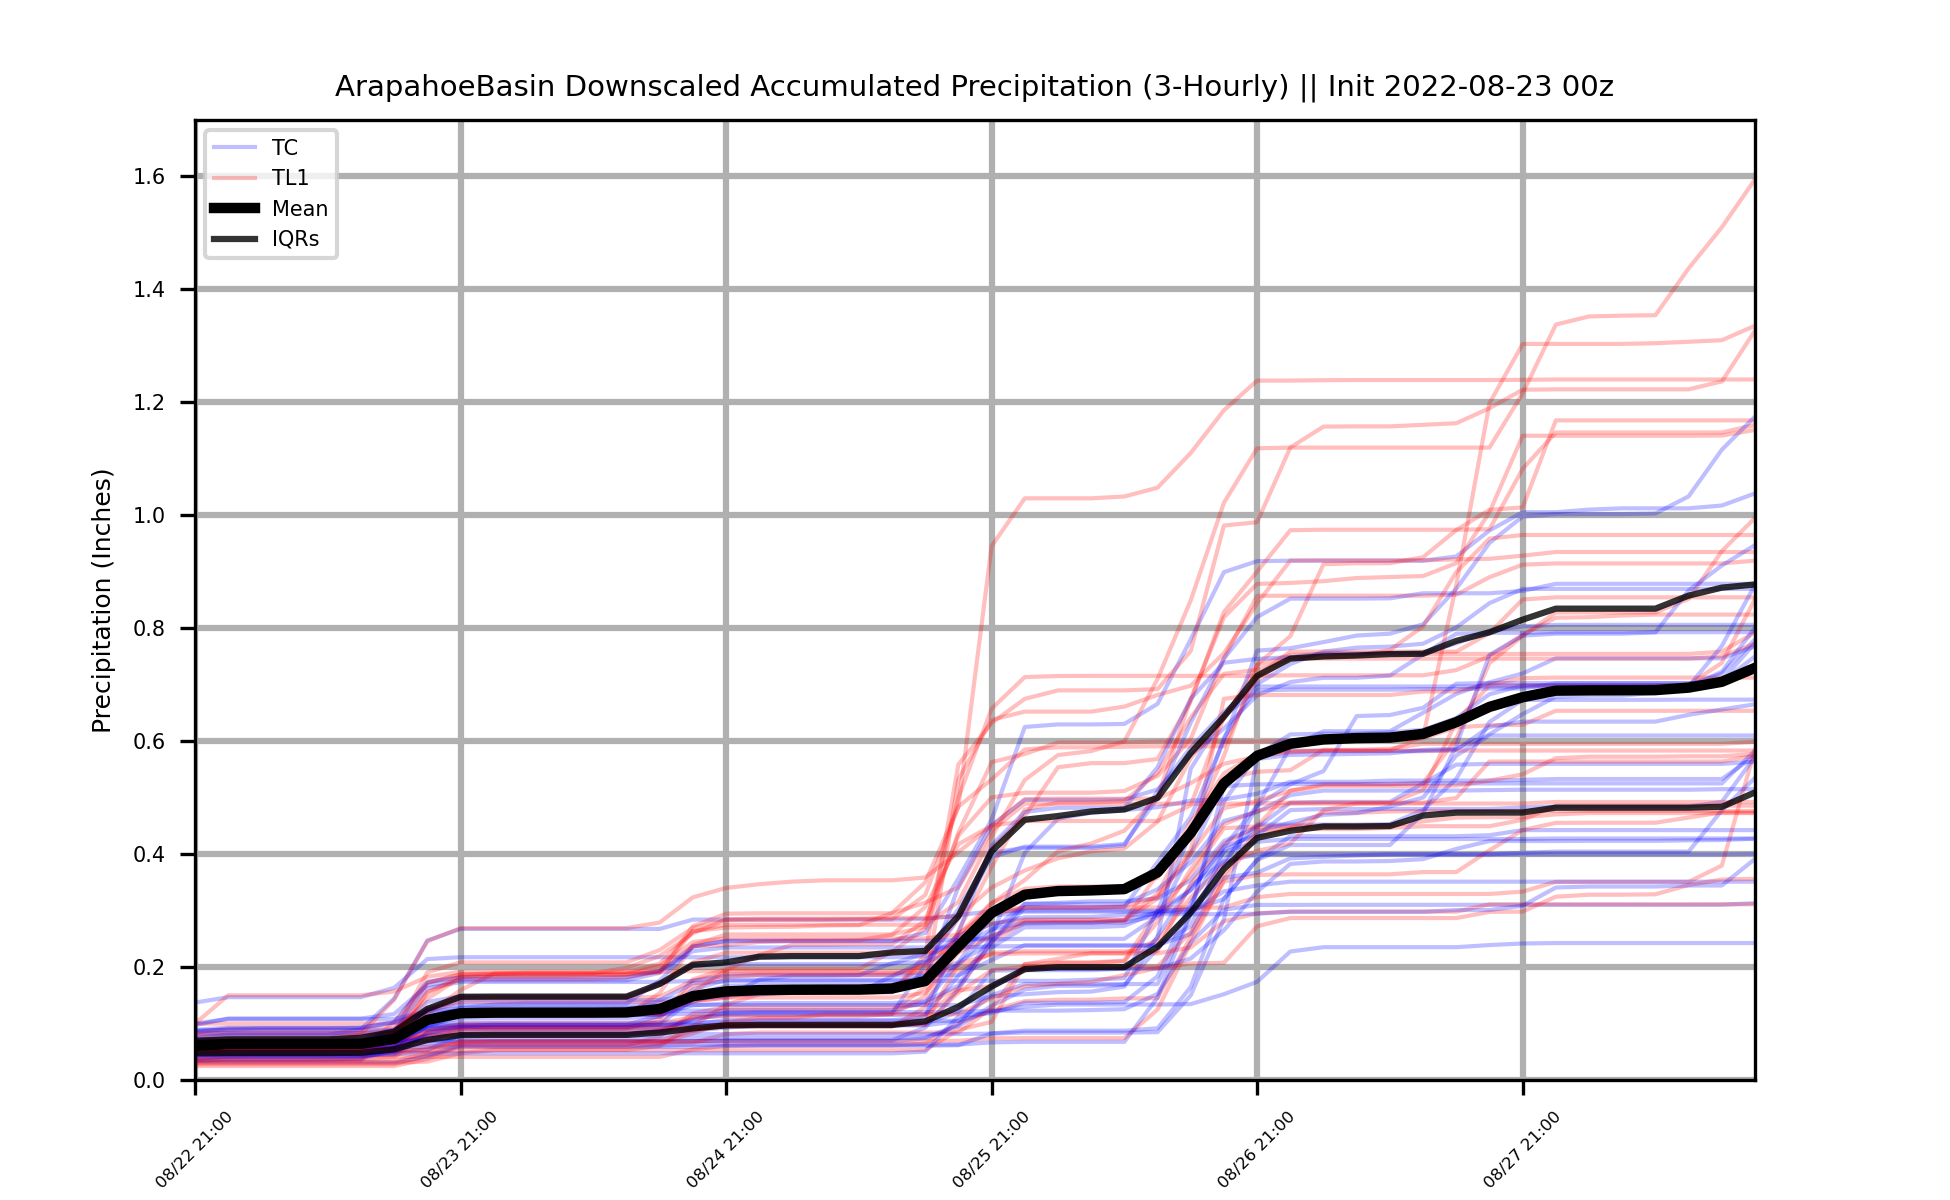 ArapahoeBasin Downscaled Accumulated Precipitation (3-Hourly) || Init 2022-08-23 00z
TC
TL1
Mean
IQRs
Precipitation (Inches)
1.6
1.4
1.2
1.0
0.8
0.6
0.4
0.2
0.0
08/22 21:00
08/23 21:00
08/24 21:00
08/25 21:00
08/26 21:00
08/27 21:00